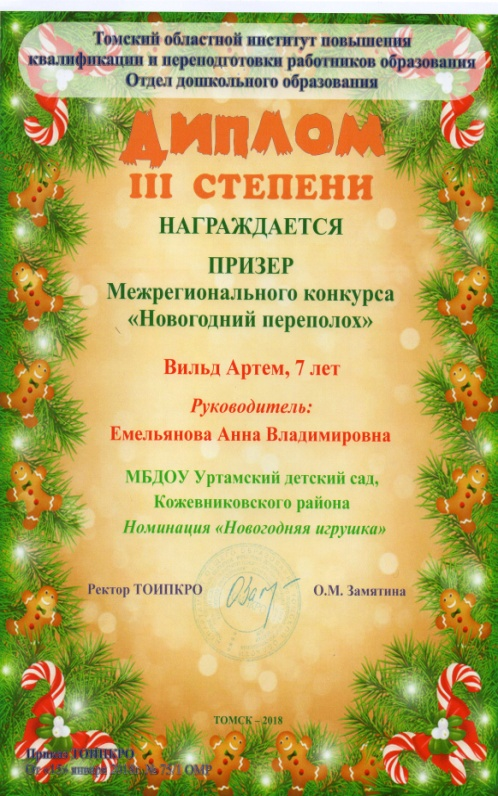 Томский областной институт повышения
квалификации и переподготовки работников образования
Отдел дошкольного образования
ДИПЛОМ
III СТЕПЕНИ
НАГРАЖДАЕТСЯ
ПРИЗЕР
Межрегионального конкурса
«Новогодний переполох»
Вильд Артем, 7 лет
Руководитель:
Емельянова Анна Владимировна
МБДОУ Уртамский детский сад,
Кожевниковского района
Номинация «Новогодняя игрушка»
Ректор ТОИПКРО О.М. Замятина
ТОМСК – 2018
Приказ ТОИПКРО
января ОМР